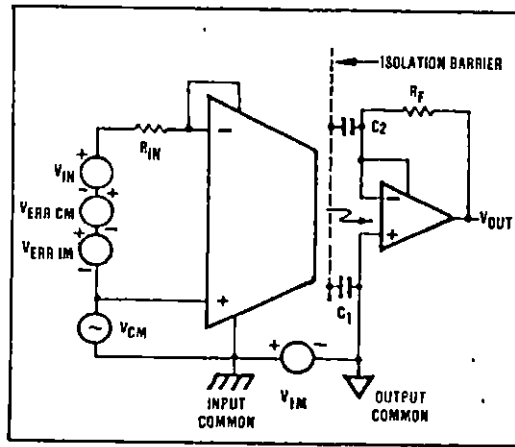 ISOLATION BARRIER
RF
C2
RIN
VIN
VERR CM
VERR IM
VOUT
C1
VCM
VIM
INPUT COMMON
OUTPUT COMMON